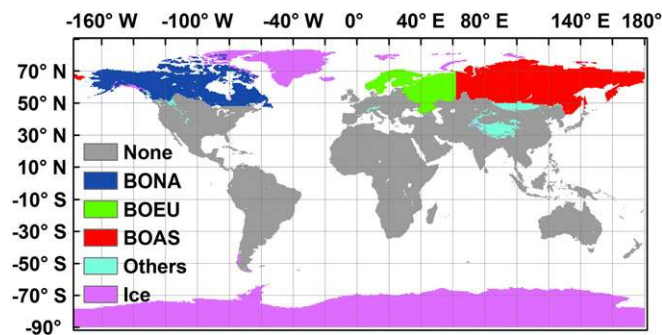 -160° W -100° W -40° W 0° 40° E 80° E 140° E 180°
70° N
50° N
30° N
10° N
-10° S
-30° S
-50° S
-70° S
-90°
None
BONA
BOEU
BOAS
Others
Ice